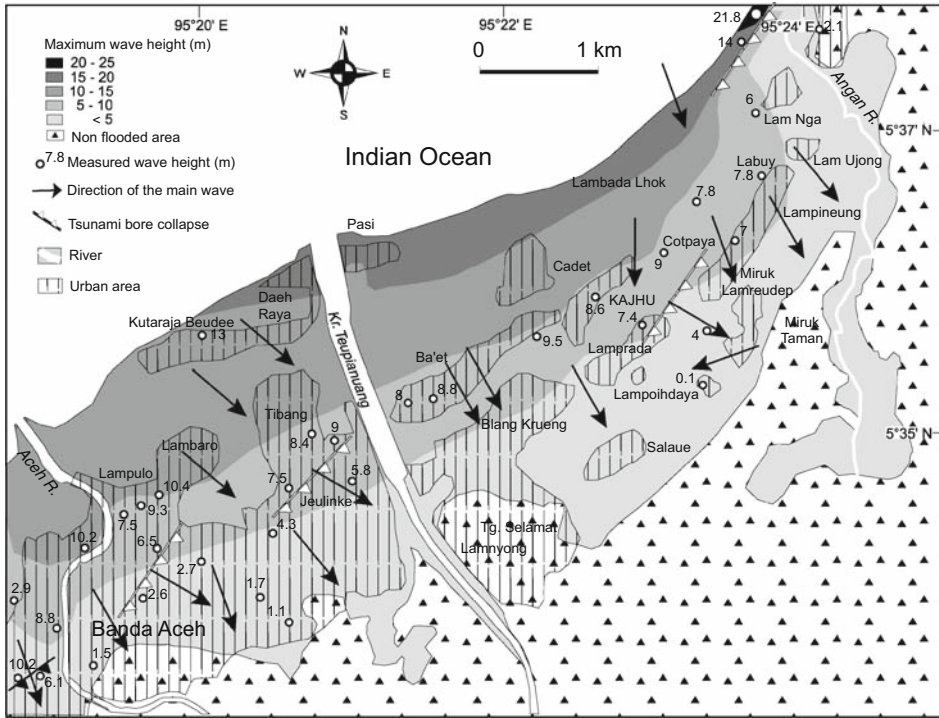 95°20' E
95°22' E
95°24' E
21.8
14
2.1
Maximum wave height (m)
20 - 25
15 - 20
10 - 15
5 - 10
< 5
Non flooded area
7.8 Measured wave height (m)
Direction of the main wave
Tsunami bore collapse
River
Urban area
N
W E
S
0 1 km
Angan R.
6
Lam Nga
5°37' N
Indian Ocean
Labuy
7.8
Lam Ujong
Lambada Lhok
7.8
Lampineung
Pasi
Cotpaya
7
9
Cadet
Miruk
Lamreudep
Daeh
Raya
KAJHU
8.6
7.4
Kutaraja Beudee
13
Kr. Teupianuang
Miruk
Taman
4
9.5
Lamprada
Ba'et
0.1
8
8.8
Lampoihdaya
Tibang
Blang Krueng
8.4
9
5°35' N
Lambaro
Salaue
Aceh R.
Lampulo
7.5
5.8
10.4
9.3
7.5
Jeulinke
4.3
Tg. Selamat
10.2
6.5
Lamnyong
2.7
2.9
2.6
1.7
8.8
1.1
Banda Aceh
10.2
1.5
6.1